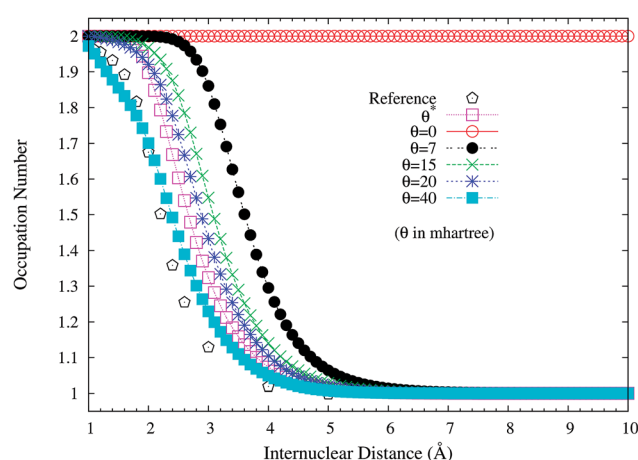 2
1.9
1.8
1.7
1.6
1.5
1.4
1.3
1.2
1.1
1
Occupation Number
Reference
θ*
θ=0
θ=7
θ=15
θ=20
θ=40
(θ in mhartree)
1 2 3 4 5 6 7 8 9 10
Internuclear Distance (Å)